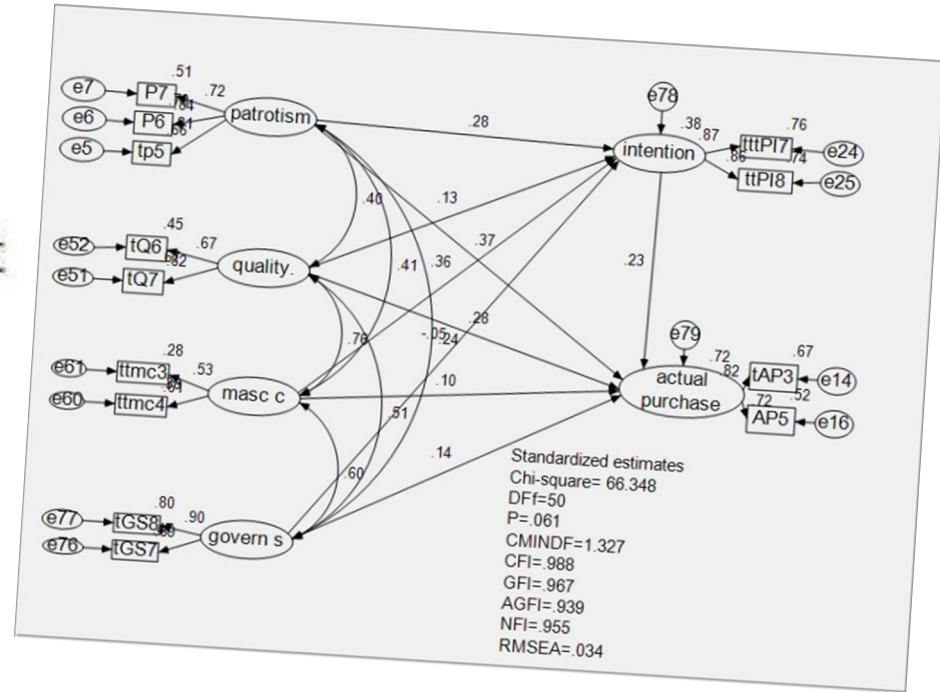 e78
.51
e7
P7
.72
.38
.87
.76
patrotism
.28
intention
tttPI7
e24
e6
P6
.86
.74
e5
tp5
ttPI8
e25
.40
.13
.45
e52
tQ6
.67
.37
quality.
.41
.36
.23
e51
tQ7
.82
.28
.76
-.05
.24
e79
.28
.72
.67
e61
ttmc3
.53
.82
tAP3
e14
masc c
.10
actual
purchase
.52
e60
ttmc4
.72
AP5
e16
.51
.14
.60
.80
e77
tGS8
.90
govern s
e76
tGS7
Standardized estimates
Chi-square= 66.348
DFf=50
P=.061
CMINDF=1.327
CFI=.988
GFI=.967
AGFI=.939
NFI=.955
RMSEA=.034